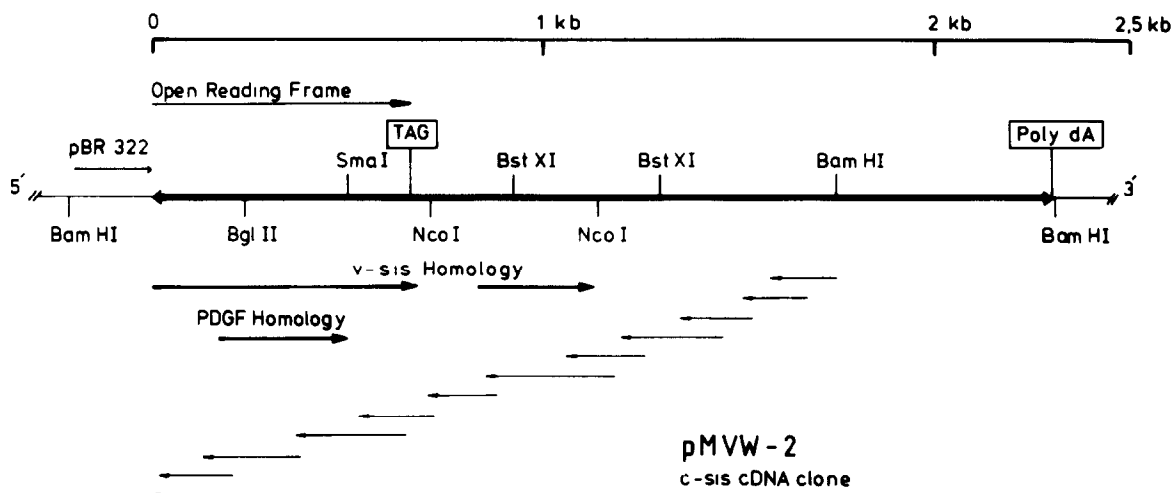 0 1 kb 2 kb 2,5 kb
Open Reading Frame
TAG Poly dA
pBR 322
Sma I Bst XI Bst XI Bam HI
5′ 3′
Bam HI Bgl II Nco I Nco I Bam HI
v-sis Homology
PDGF Homology
pMVW-2
c-sis cDNA clone